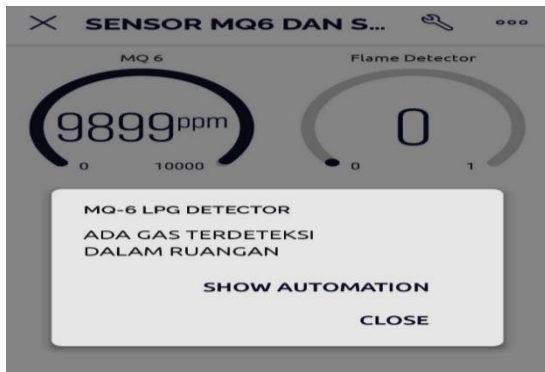 SENSOR MQ6 DAN S...
MQ 6
Flame Detector
9899ppm
0
0 10000
0 1
MQ-6 LPG DETECTOR
ADA GAS TERDETEKSI
DALAM RUANGAN
SHOW AUTOMATION
CLOSE